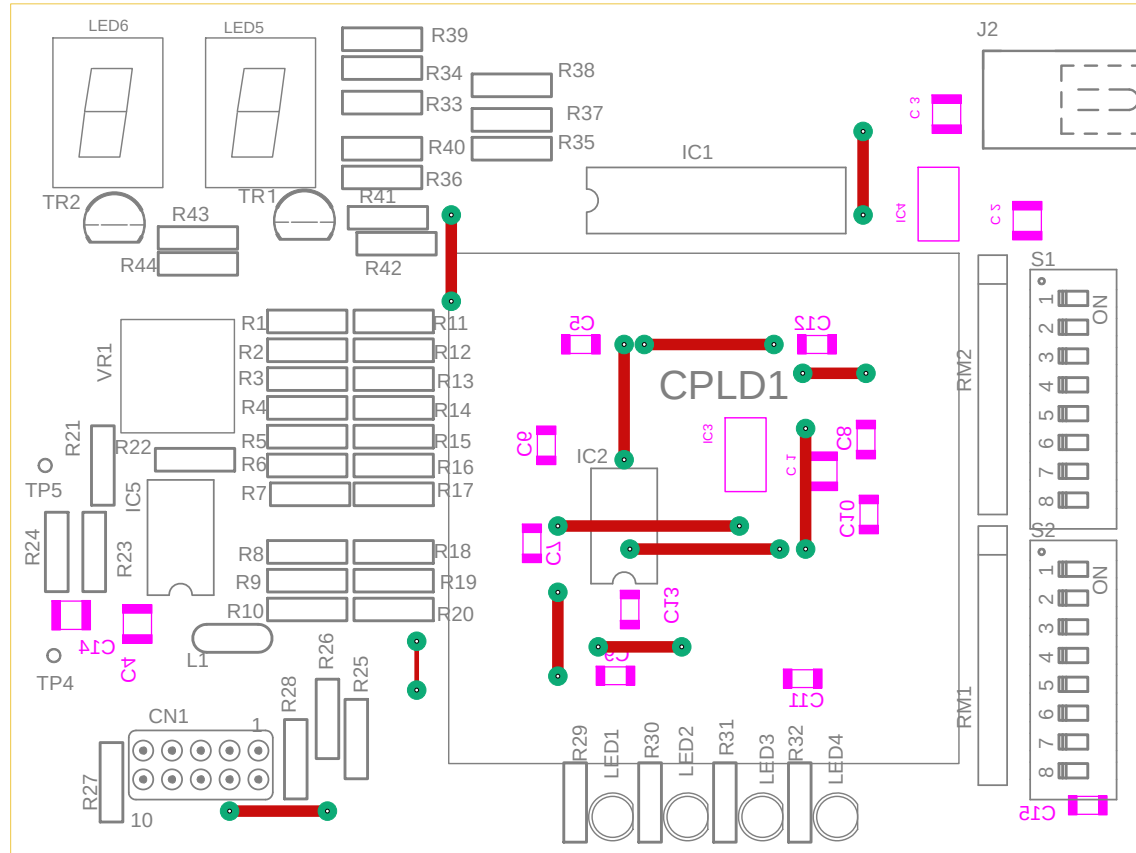 LED6
LED5
R39
R34
R33
R38
R37
R35
R40
R36
J2
C 3
IC1
TR2
TR1
R41
R43
R42
R44
IC4
C 2
S1
ON
1
2
3
4
5
6
7
8
RM2
VR1
R1
R2
R3
R4
R5
R6
R7
R11
R12
R13
R14
R15
R16
R17
C5
C12
CPLD1
IC3
C6
C8
C 1
IC2
C10
C7
C13
C9
C11
R21
R22
TP5
IC5
R24
R23
R8
R9
R10
R18
R19
R20
C14
C4
L1
TP4
R26
R25
R28
CN1
1
R27
10
R29
LED1
R30
LED2
R31
LED3
R32
LED4
RM1
S2
ON
1
2
3
4
5
6
7
8
C15